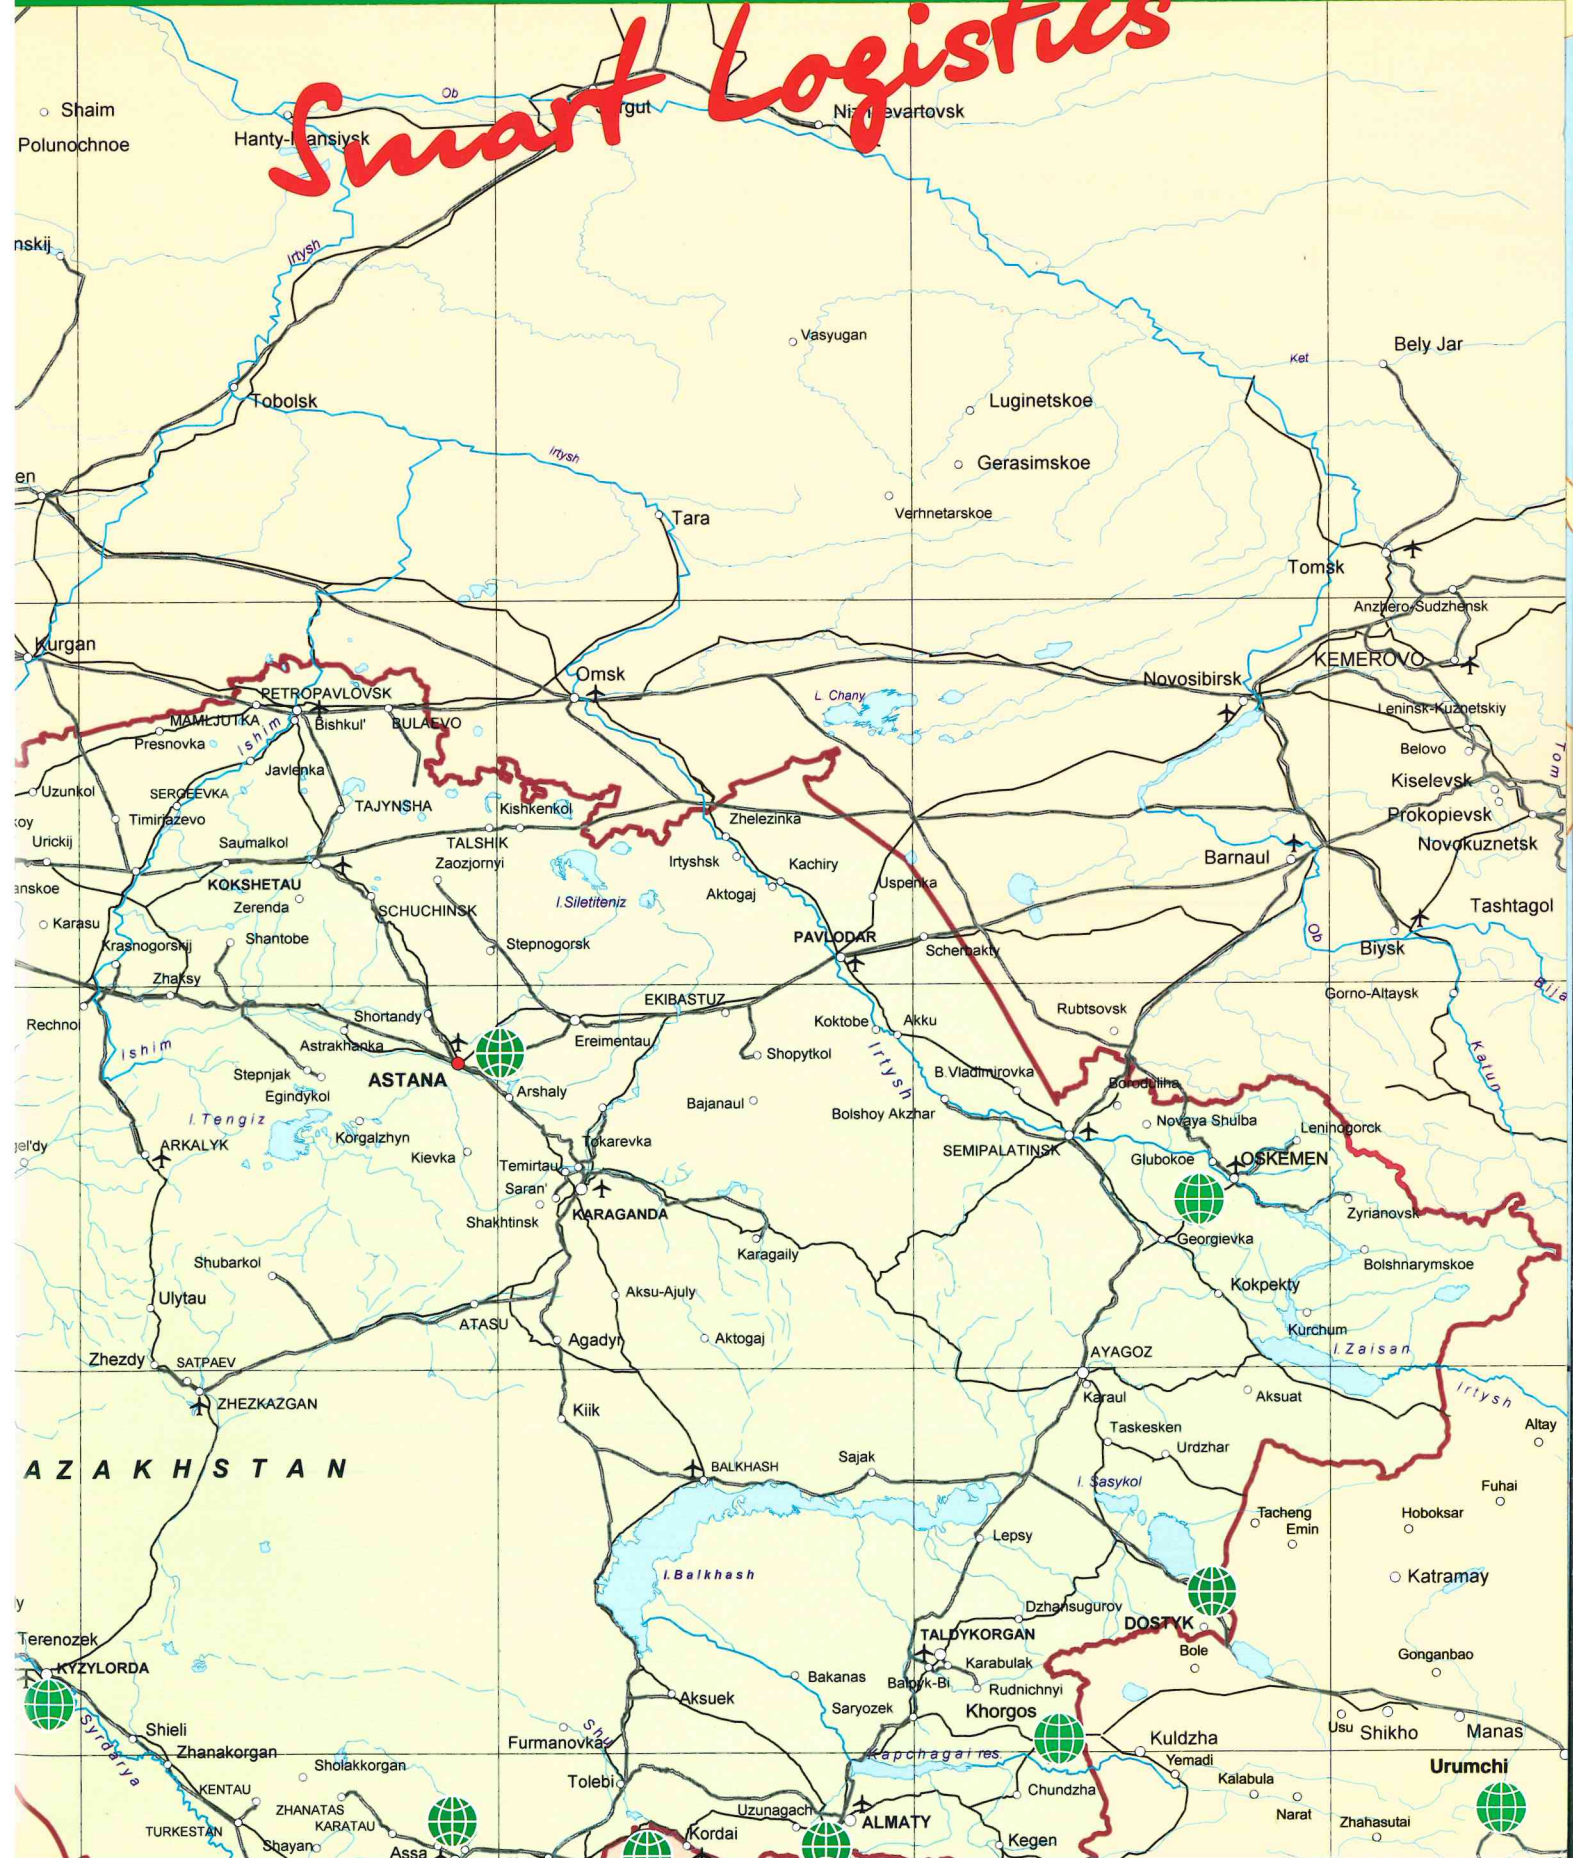 Smart Logistics
Ob
Shaim
Polunochnoe
Nizhnevartovsk
Irtysh
Vasyugan
Bely Jar
Ket
Tobolsk
Luginetskoe
Irtysh
Gerasimskoe
Verhnetarskoe
Tara
Tomsk
Anzhero-Sudzhensk
Kurgan
KEMEROVO
Omsk
Novosibirsk
PETROPAVLOVSK
L. Chany
MAMLJUTKA
Bishkul'
BULAEVO
Leninsk-Kuznetskiy
Presnovka
Ishim
Belovo
Tom
Javlenka
Kiselevsk
Uzunkol
SERGEEVKA
TAJYNSHA
Kishkenkol
Timirjazevo
Zhelezinka
Prokopievsk
Urickij
Saumalkol
TALSHIK
Novokuznetsk
Zaozjornyi
Irtyshsk
Kachiry
Barnaul
KOKSHETAU
Aktogaj
Uspenka
Zerenda
SCHUCHINSK
I.Siletiteniz
Tashtagol
Karasu
Krasnogorskij
Shantobe
Stepnogorsk
PAVLODAR
Scherbakty
Ob
Biysk
Zhaksy
EKIBASTUZ
Gorno-Altaysk
Bija
Rechnoi
Shortandy
Koktobe
Akku
Rubtsovsk
Astrakhanka
Ereimentau
Ishim
Shopytkol
Irtysh
Katun
Stepnjak
ASTANA
B.Vladimirovka
Egindykol
Arshaly
Bajanaul
Boroduliha
Bolshoy Akzhar
I.Tengiz
Novaya Shulba
Korgalzhyn
Tokarevka
Leninogorck
ARKALYK
Kievka
SEMIPALATINSK
Glubokoe
OSKEMEN
Temirtau
Saran'
Shakhtinsk
KARAGANDA
Zyrianovsk
Karagaily
Georgievka
Shubarkol
Bolshnarymskoe
Ulytau
Aksu-Ajuly
Kokpekty
ATASU
Agadyr
Aktogaj
Kurchum
I.Zaisan
Zhezdy
SATPAEV
AYAGOZ
Karaul
Aksuat
Irtysh
ZHEZKAZGAN
Kiik
Taskesken
Altay
Urdzhar
AZAKHSTAN
BALKHASH
Sajak
I. Sasykol
Fuhai
Tacheng
Hoboksar
Emin
Lepsy
I.Balkhash
Katramay
Dzhansugurov
DOSTYK
Terenozek
TALDYKORGAN
Bole
Gonganbao
KYZYLORDA
Karabulak
Bakanas
Balpyk-Bi
Rudnichnyi
Aksuek
Saryozek
Khorgos
Syrdarya
Shieli
Shu
Kuldzha
Usu
Shikho
Manas
Furmanovka
Zhanakorgan
Kapchagai res.
Yemadi
Urumchi
Sholakkorgan
Tolebi
Chundzha
Kalabula
KENTAU
ZHANATAS
Uzunagach
ALMATY
Narat
Zhahasutai
KARATAU
TURKESTAN
Kordai
Kegen
Shayan
Assa